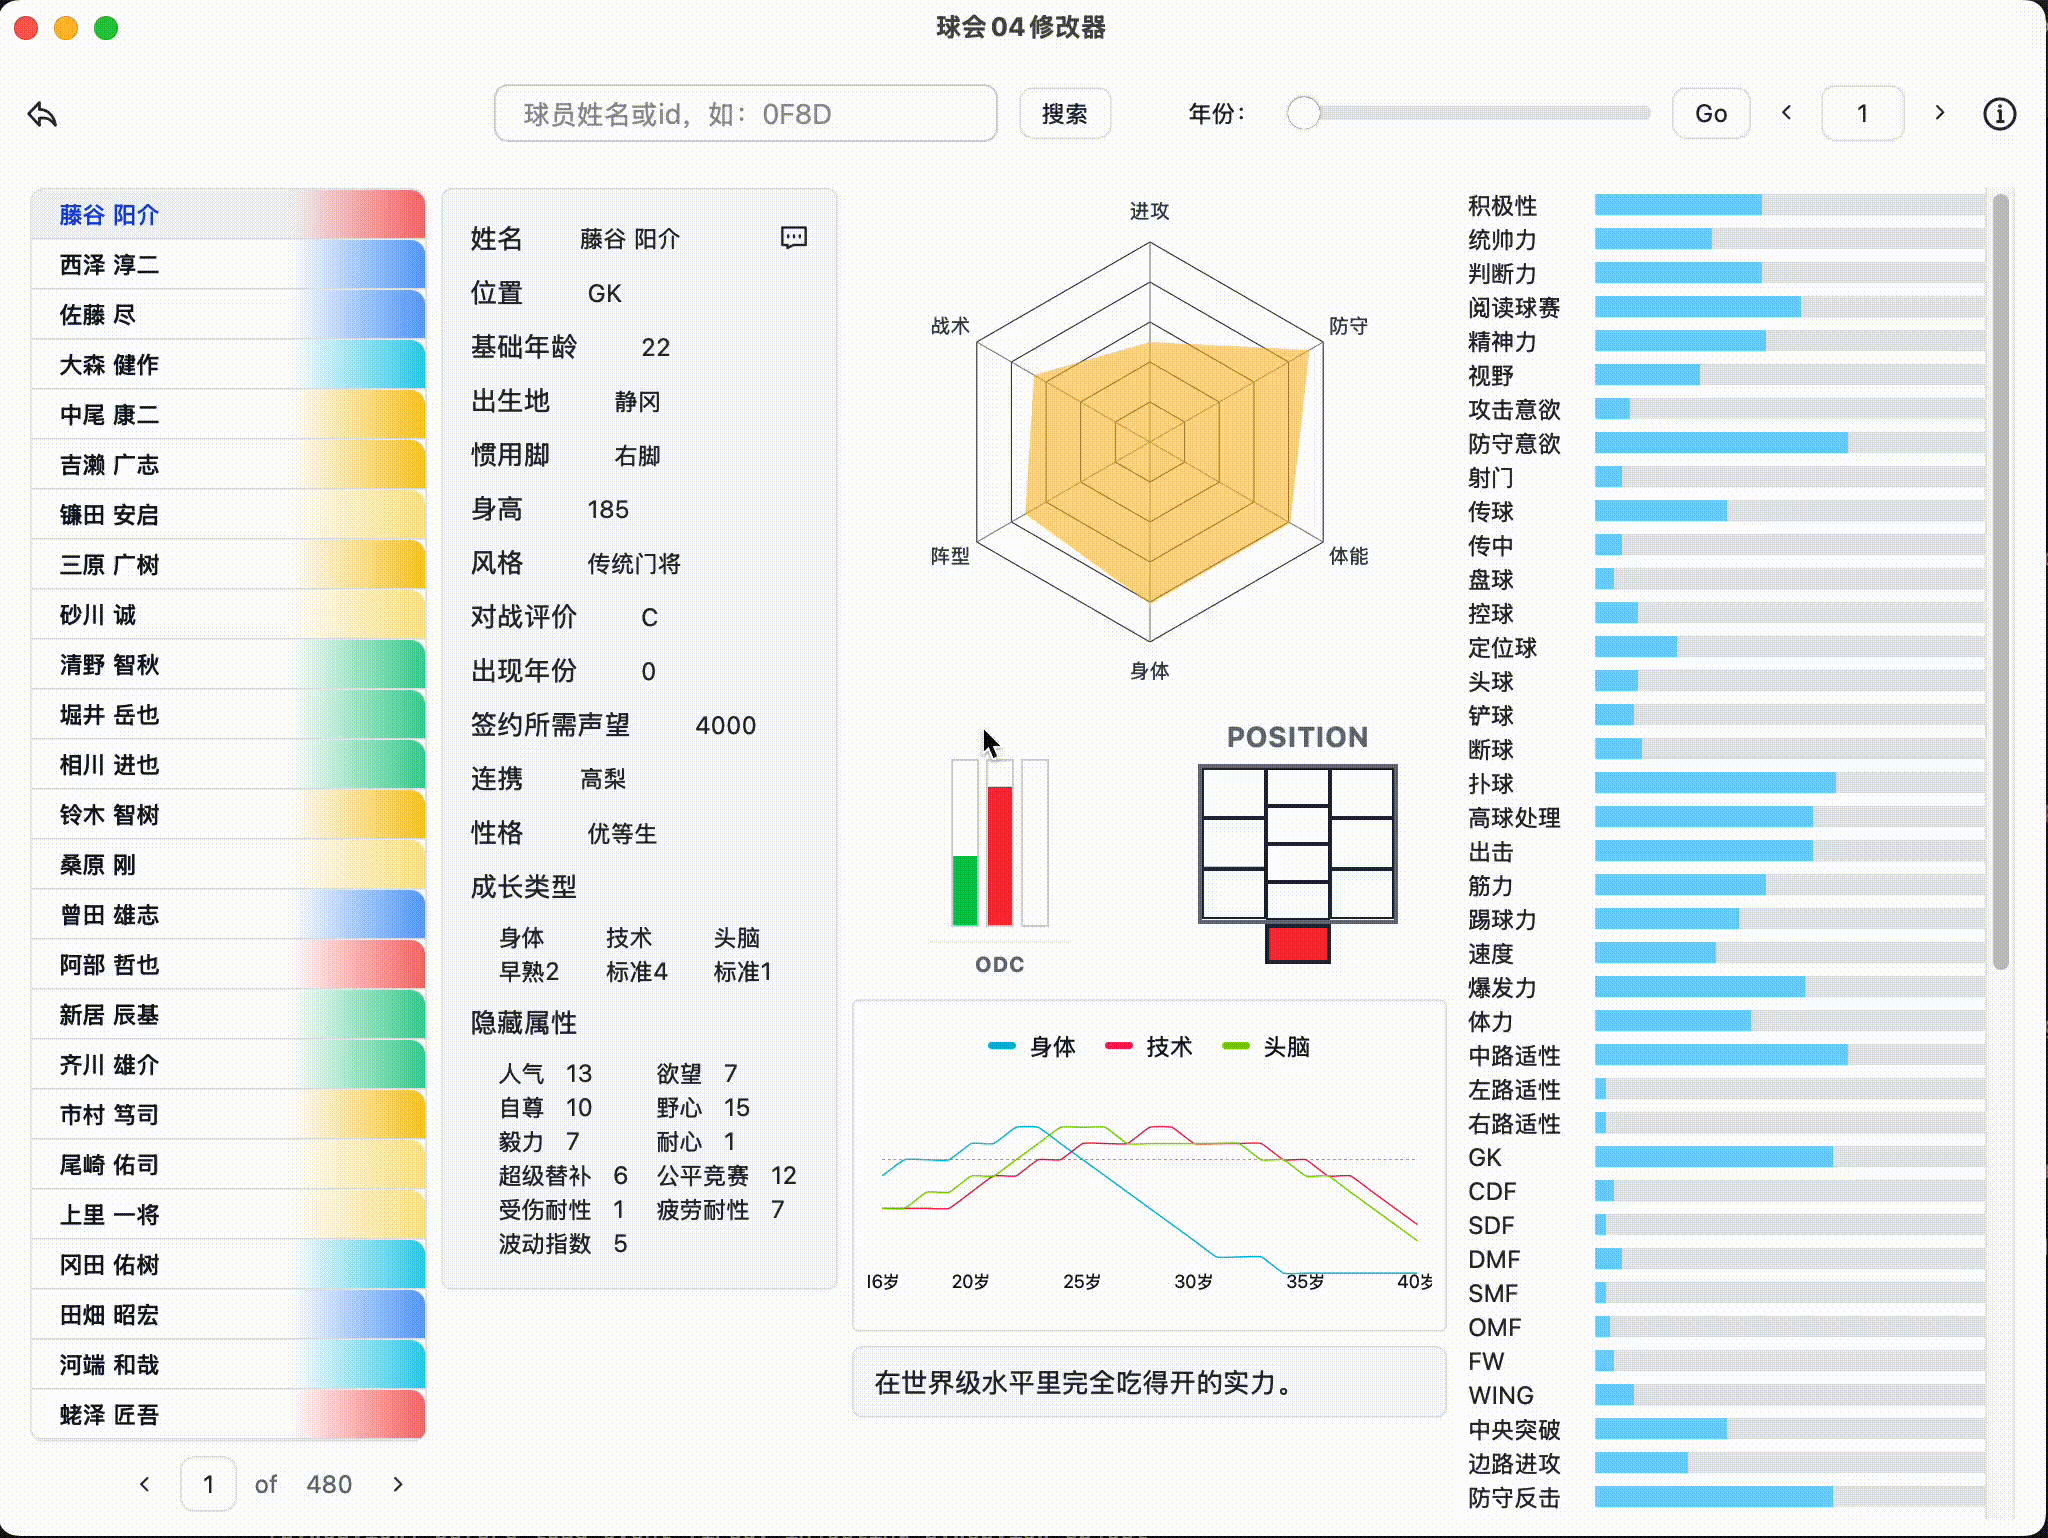 球会04修改器
球员姓名或id，如：0F8D
搜索
年份：
Go
1
藤谷 阳介
西泽 淳二
佐藤 尽
大森 健作
中尾 康二
吉濑 广志
镰田 安启
三原 广树
砂川 诚
清野 智秋
堀井 岳也
相川 进也
铃木 智树
桑原 刚
曾田 雄志
阿部 哲也
新居 辰基
齐川 雄介
市村 笃司
尾崎 佑司
上里 一将
冈田 佑树
田畑 昭宏
河端 和哉
蛯泽 匠吾
1 of 480
姓名 藤谷 阳介
位置 GK
基础年龄 22
出生地 静冈
惯用脚 右脚
身高 185
风格 传统门将
对战评价 C
出现年份 0
签约所需声望 4000
连携 高梨
性格 优等生
成长类型
身体 技术 头脑
早熟2 标准4 标准1
隐藏属性
人气 13 欲望 7
自尊 10 野心 15
毅力 7 耐心 1
超级替补 6 公平竞赛 12
受伤耐性 1 疲劳耐性 7
波动指数 5
进攻
战术 防守
阵型 体能
身体
ODC
POSITION
身体 技术 头脑
16岁 20岁 25岁 30岁 35岁 40岁
在世界级水平里完全吃得开的实力。
积极性
统帅力
判断力
阅读球赛
精神力
视野
攻击意欲
防守意欲
射门
传球
传中
盘球
控球
定位球
头球
铲球
断球
扑球
高球处理
出击
筋力
踢球力
速度
爆发力
体力
中路适性
左路适性
右路适性
GK
CDF
SDF
DMF
SMF
OMF
FW
WING
中央突破
边路进攻
防守反击